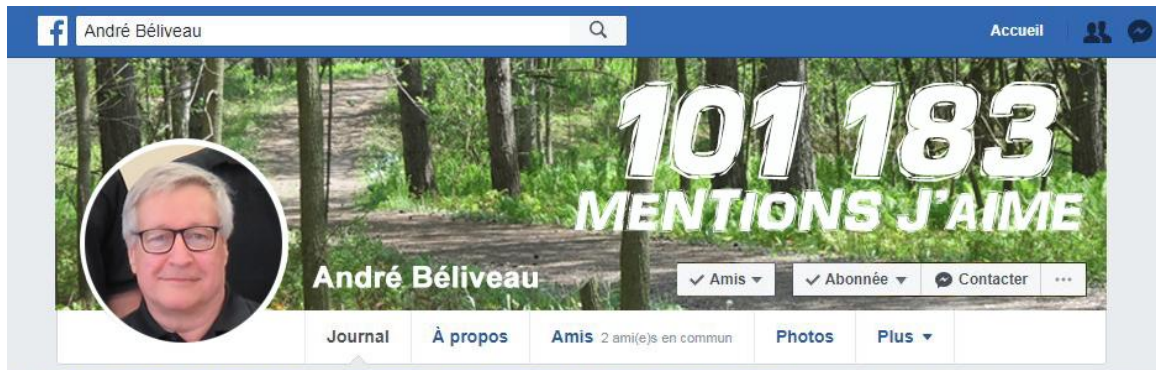 f André Béliveau Accueil
101 183
MENTIONS J'AIME
André Béliveau
✓ Amis ▾ ✓ Abonnée ▾ Contacter ...
Journal À propos Amis 2 ami(e)s en commun Photos Plus ▾